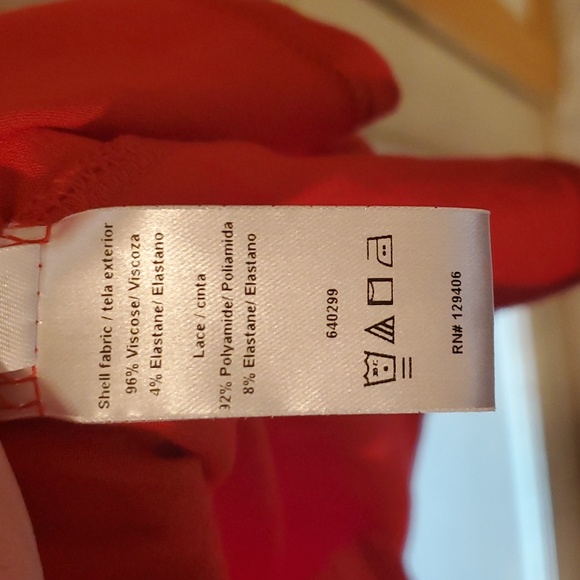 Shell fabric / tela exterior
96% Viscose/ Viscoza
4% Elastane/ Elastano
Lace / cinta
92% Polyamide/ Poliamida
8% Elastane/ Elastano
640299
30 C
RN# 129406